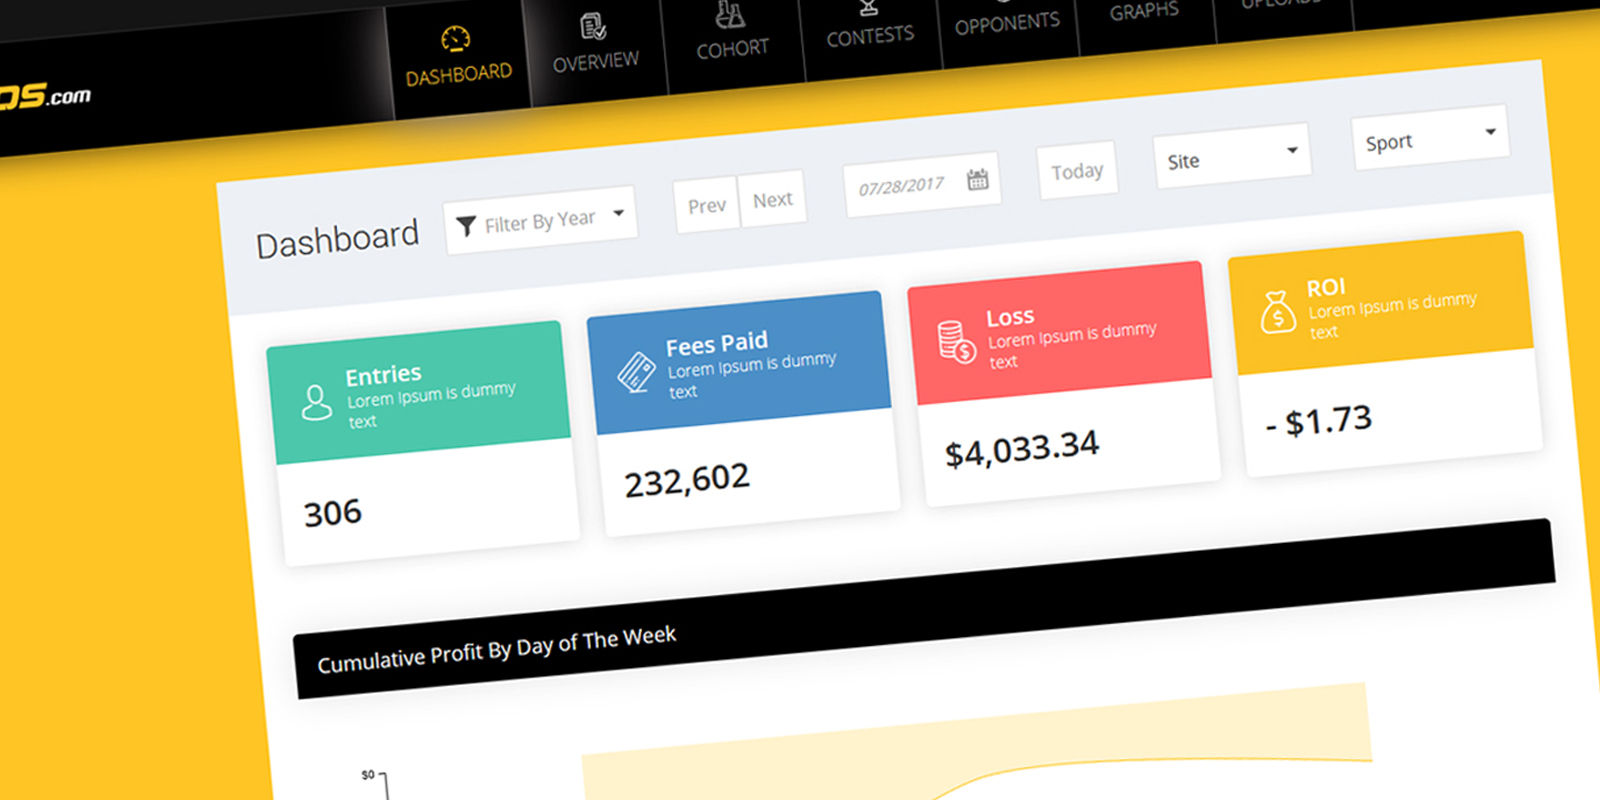 DASHBOARD
OVERVIEW
COHORT
CONTESTS
OPPONENTS
GRAPHS
.com
Dashboard
Filter By Year
Prev
Next
07/28/2017
Today
Site
Sport
Entries
Lorem Ipsum is dummy
text
306
Fees Paid
Lorem Ipsum is dummy
text
232,602
Loss
Lorem Ipsum is dummy
text
$4,033.34
ROI
Lorem Ipsum is dummy
text
- $1.73
Cumulative Profit By Day of The Week
$0